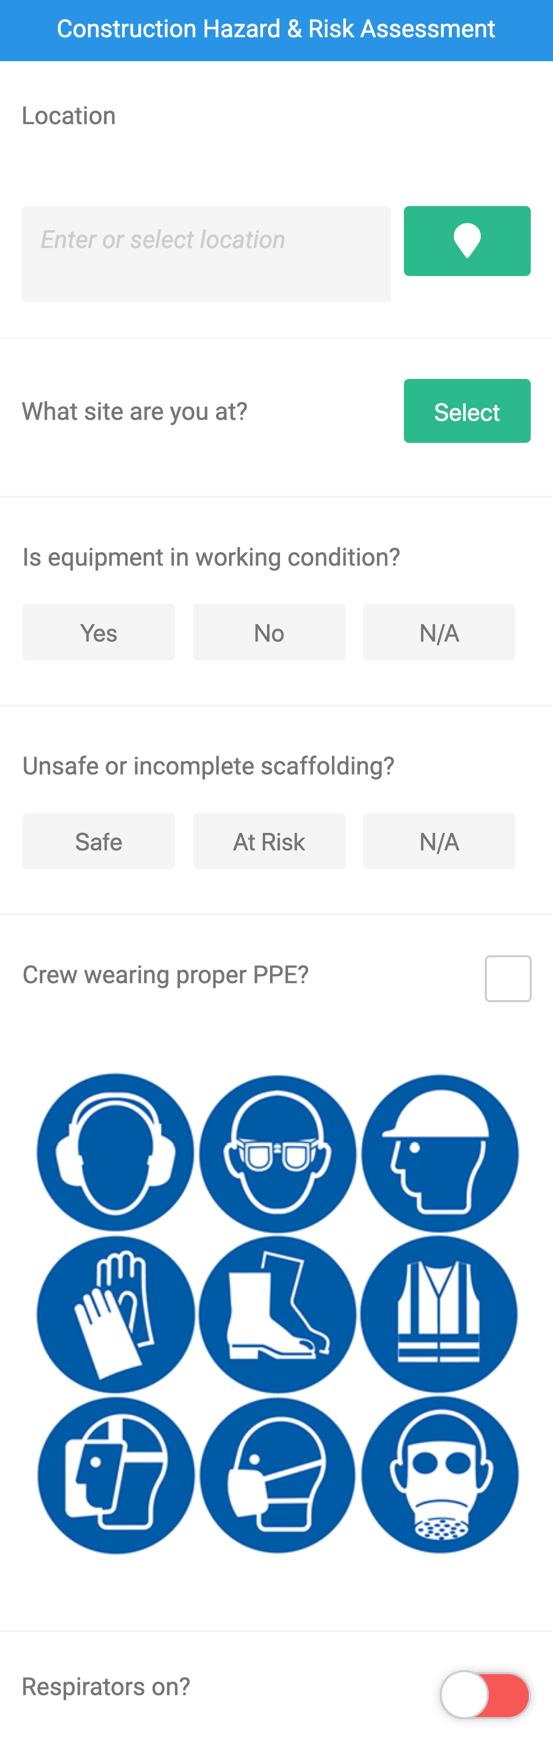 Construction Hazard & Risk Assessment
Location
Enter or select location
What site are you at?
Select
Is equipment in working condition?
Yes
No
N/A
Unsafe or incomplete scaffolding?
Safe
At Risk
N/A
Crew wearing proper PPE?
Respirators on?